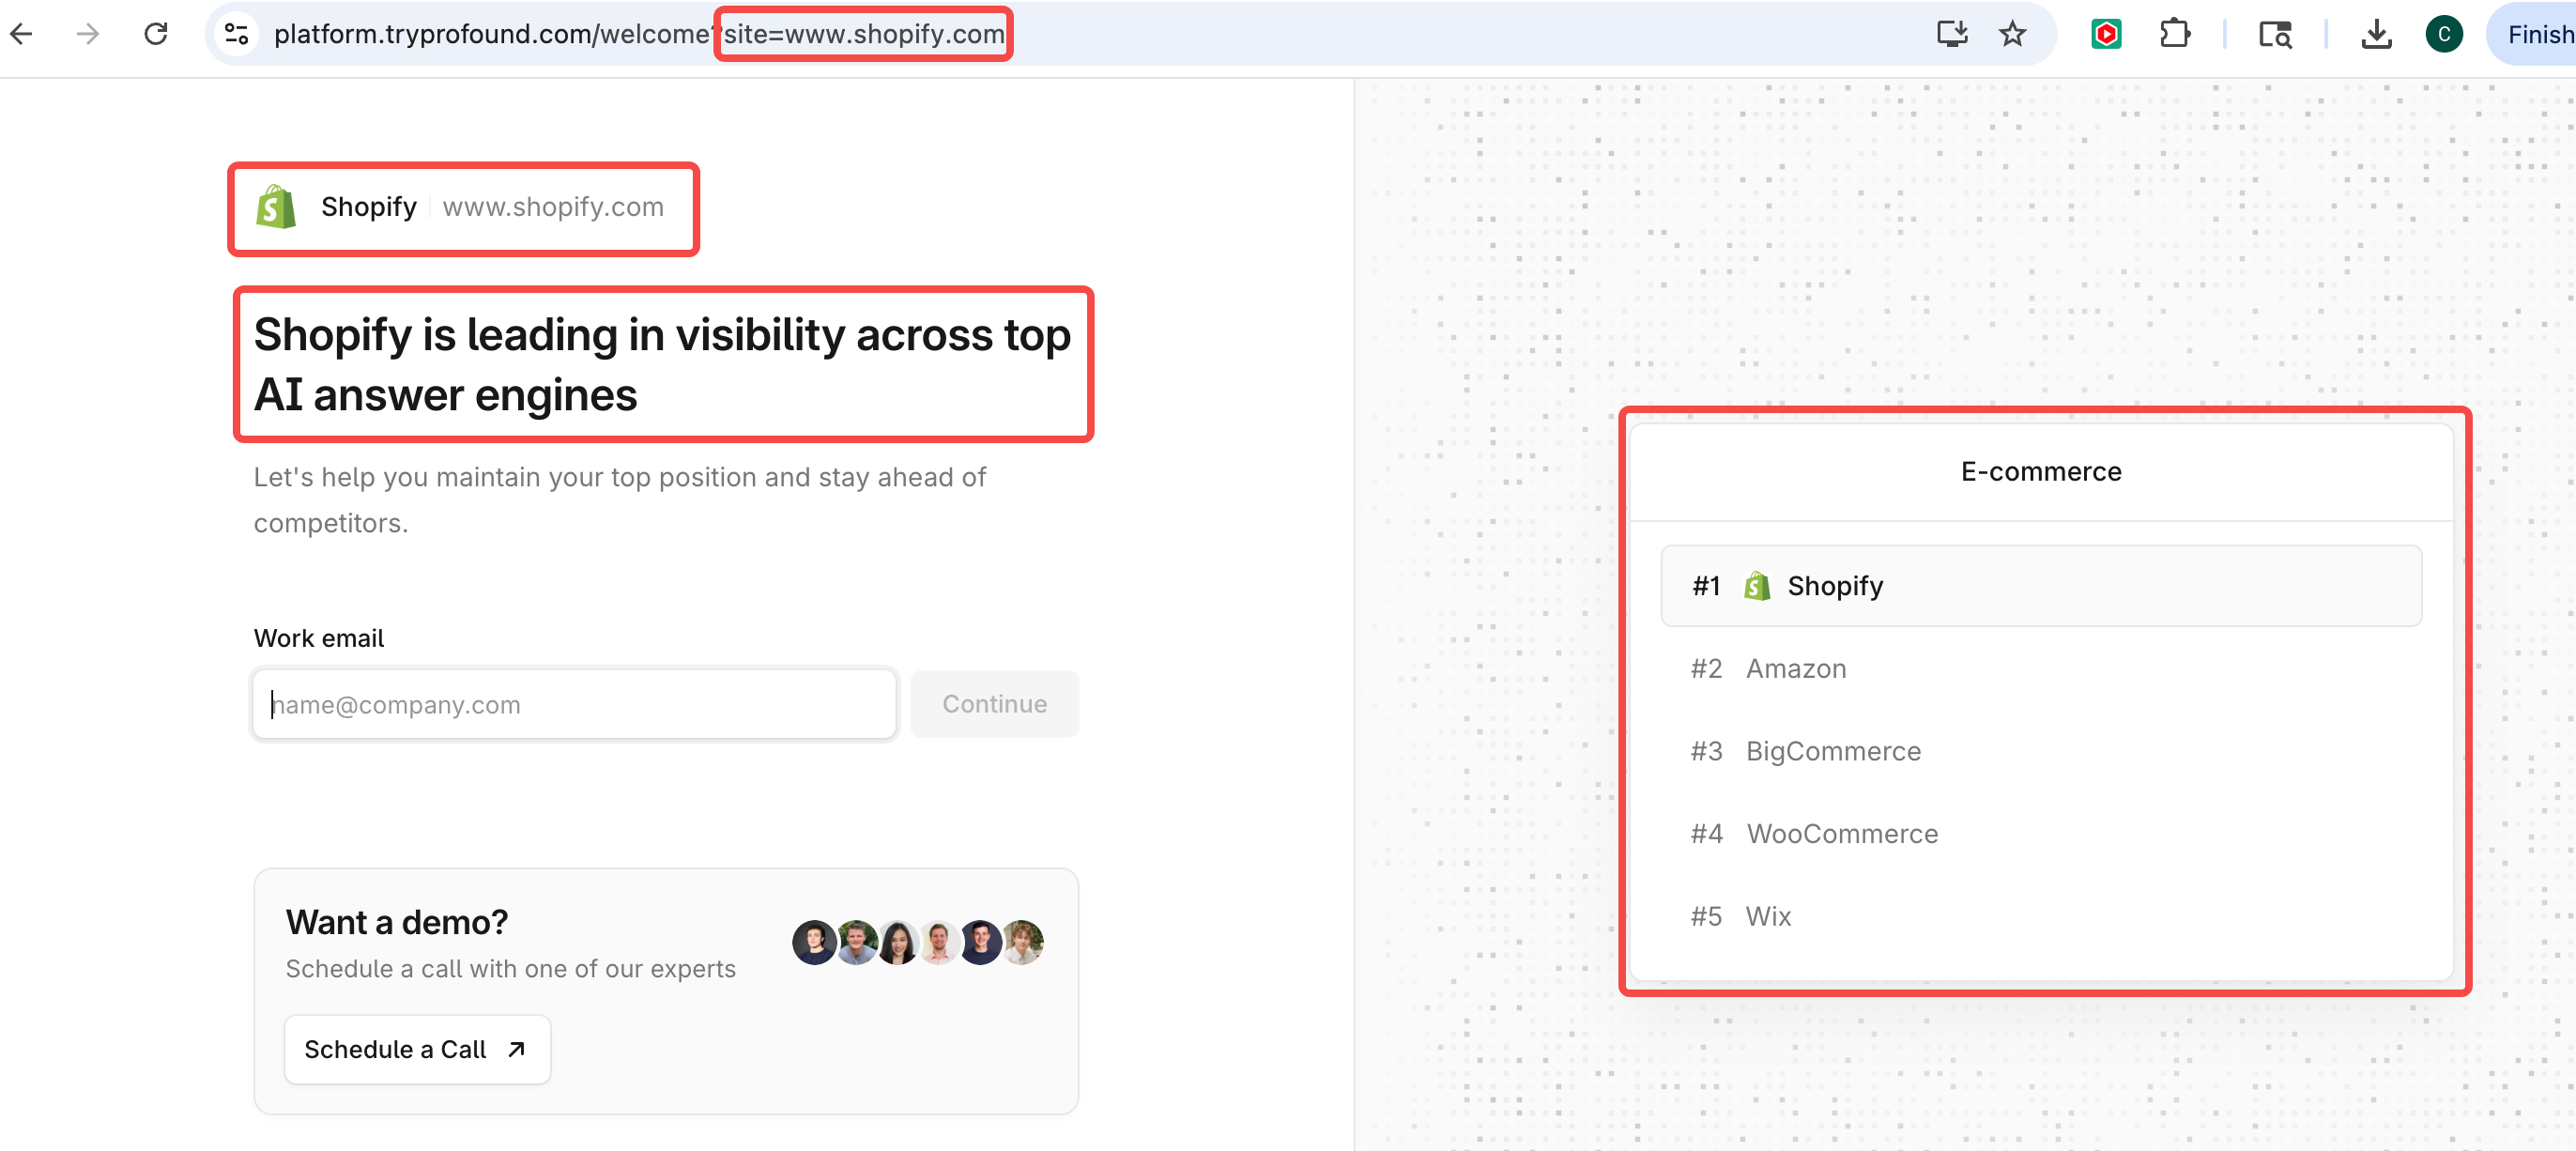 platform.tryprofound.com/welcome?site=www.shopify.com
C
Finish
Shopify
www.shopify.com
Shopify is leading in visibility across top
AI answer engines
Let's help you maintain your top position and stay ahead of
competitors.
Work email
name@company.com
Continue
Want a demo?
Schedule a call with one of our experts
Schedule a Call
E-commerce
#1 Shopify
#2 Amazon
#3 BigCommerce
#4 WooCommerce
#5 Wix